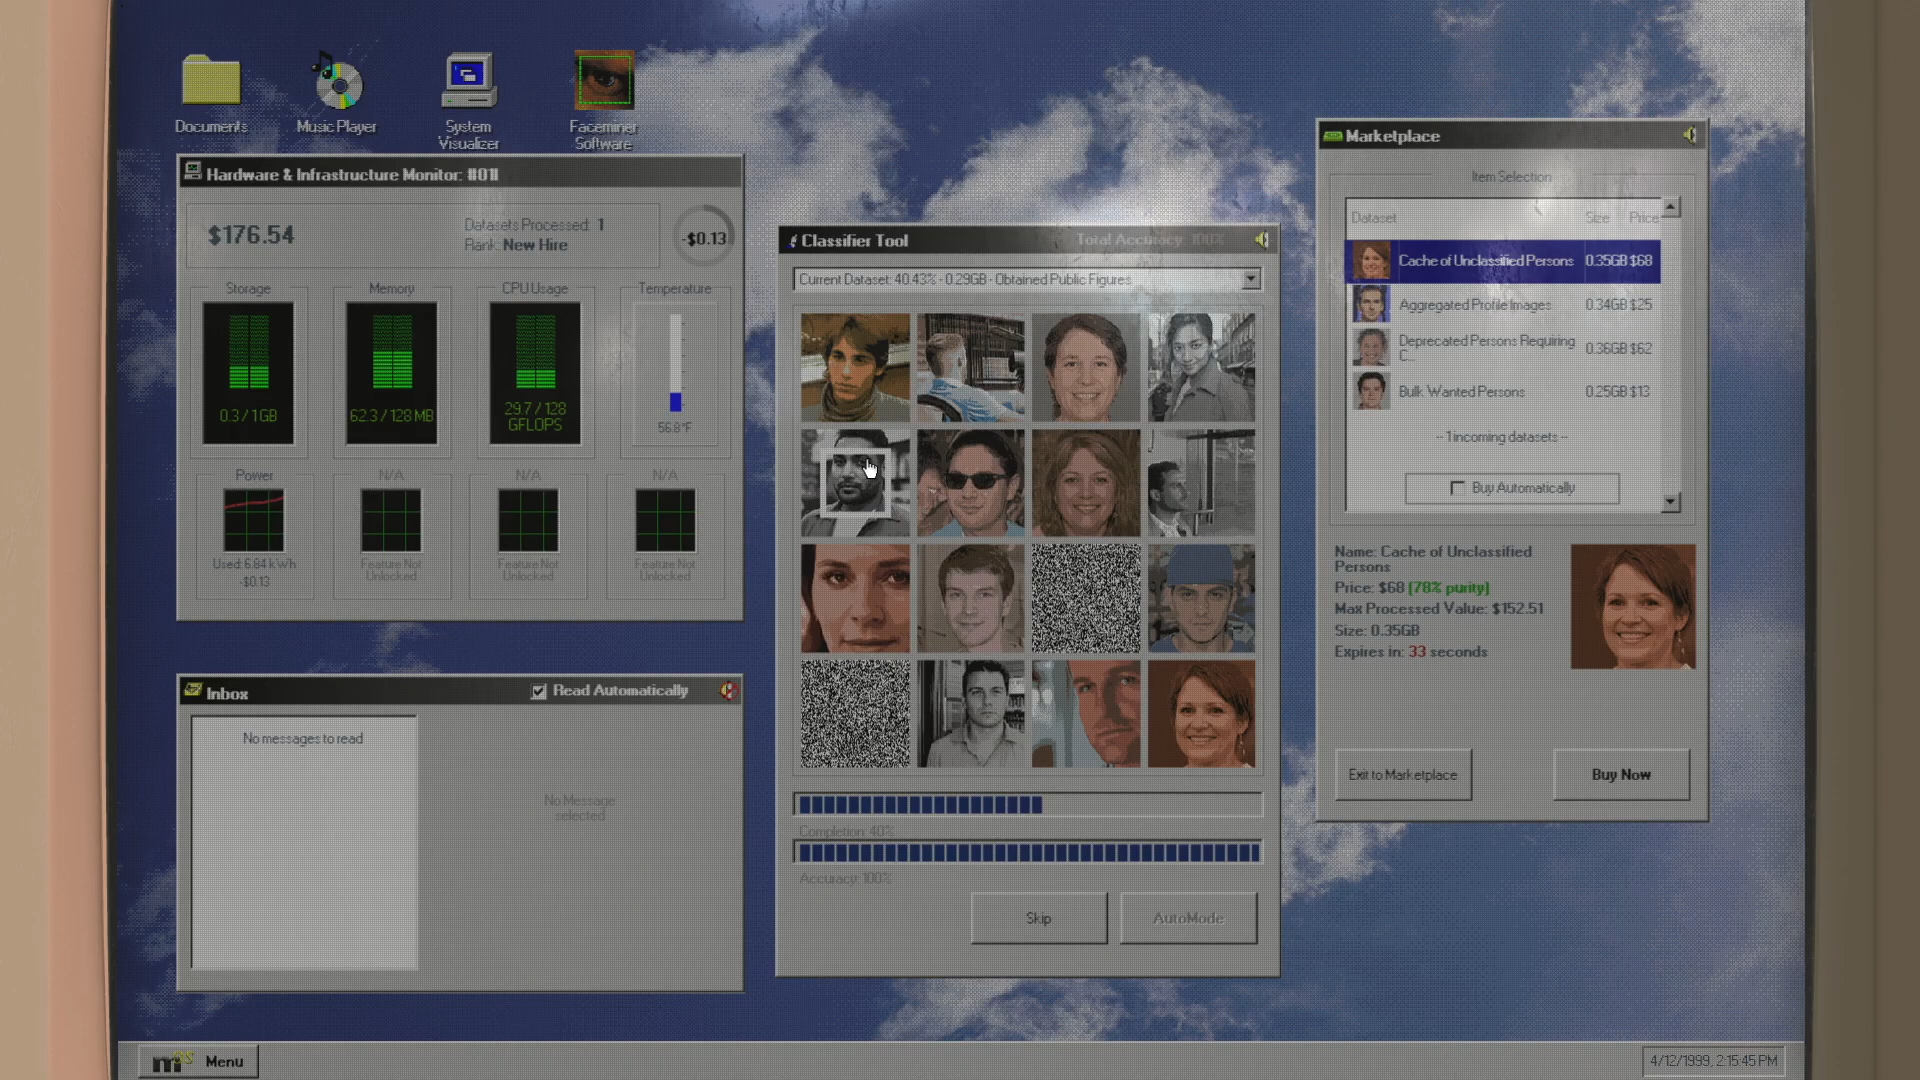 Documents
Music Player
System
Visualizer
Faceminer
Software
Hardware & Infrastructure Monitor: #011
$176.54
Datasets Processed: 1
Rank: New Hire
-$0.13
Storage
Memory
CPU Usage
Temperature
0.3 / 1 GB
62.3 / 128 MB
29.7 / 128
GFLOPS
56.8°F
Power
N/A
N/A
N/A
Used: 6.84 kWh
-$0.13
Feature Not
Unlocked
Feature Not
Unlocked
Feature Not
Unlocked
Inbox
Read Automatically
No messages to read
No Message
selected
Classifier Tool
Total Accuracy: 100%
Current Dataset: 40.43% - 0.29GB - Obtained Public Figures
Completion: 40%
Accuracy: 100%
Skip
AutoMode
Marketplace
Item Selection
Dataset Size Price
Cache of Unclassified Persons 0.35GB $68
Aggregated Profile Images 0.34GB $25
Deprecated Persons Requiring
C... 0.36GB $62
Bulk Wanted Persons 0.25GB $13
-- 1 incoming datasets --
Buy Automatically
Name: Cache of Unclassified
Persons
Price: $68 [78% purity]
Max Processed Value: $152.51
Size: 0.35GB
Expires in: 33 seconds
Exit to Marketplace
Buy Now
Menu
4/12/1999, 2:15:45 PM